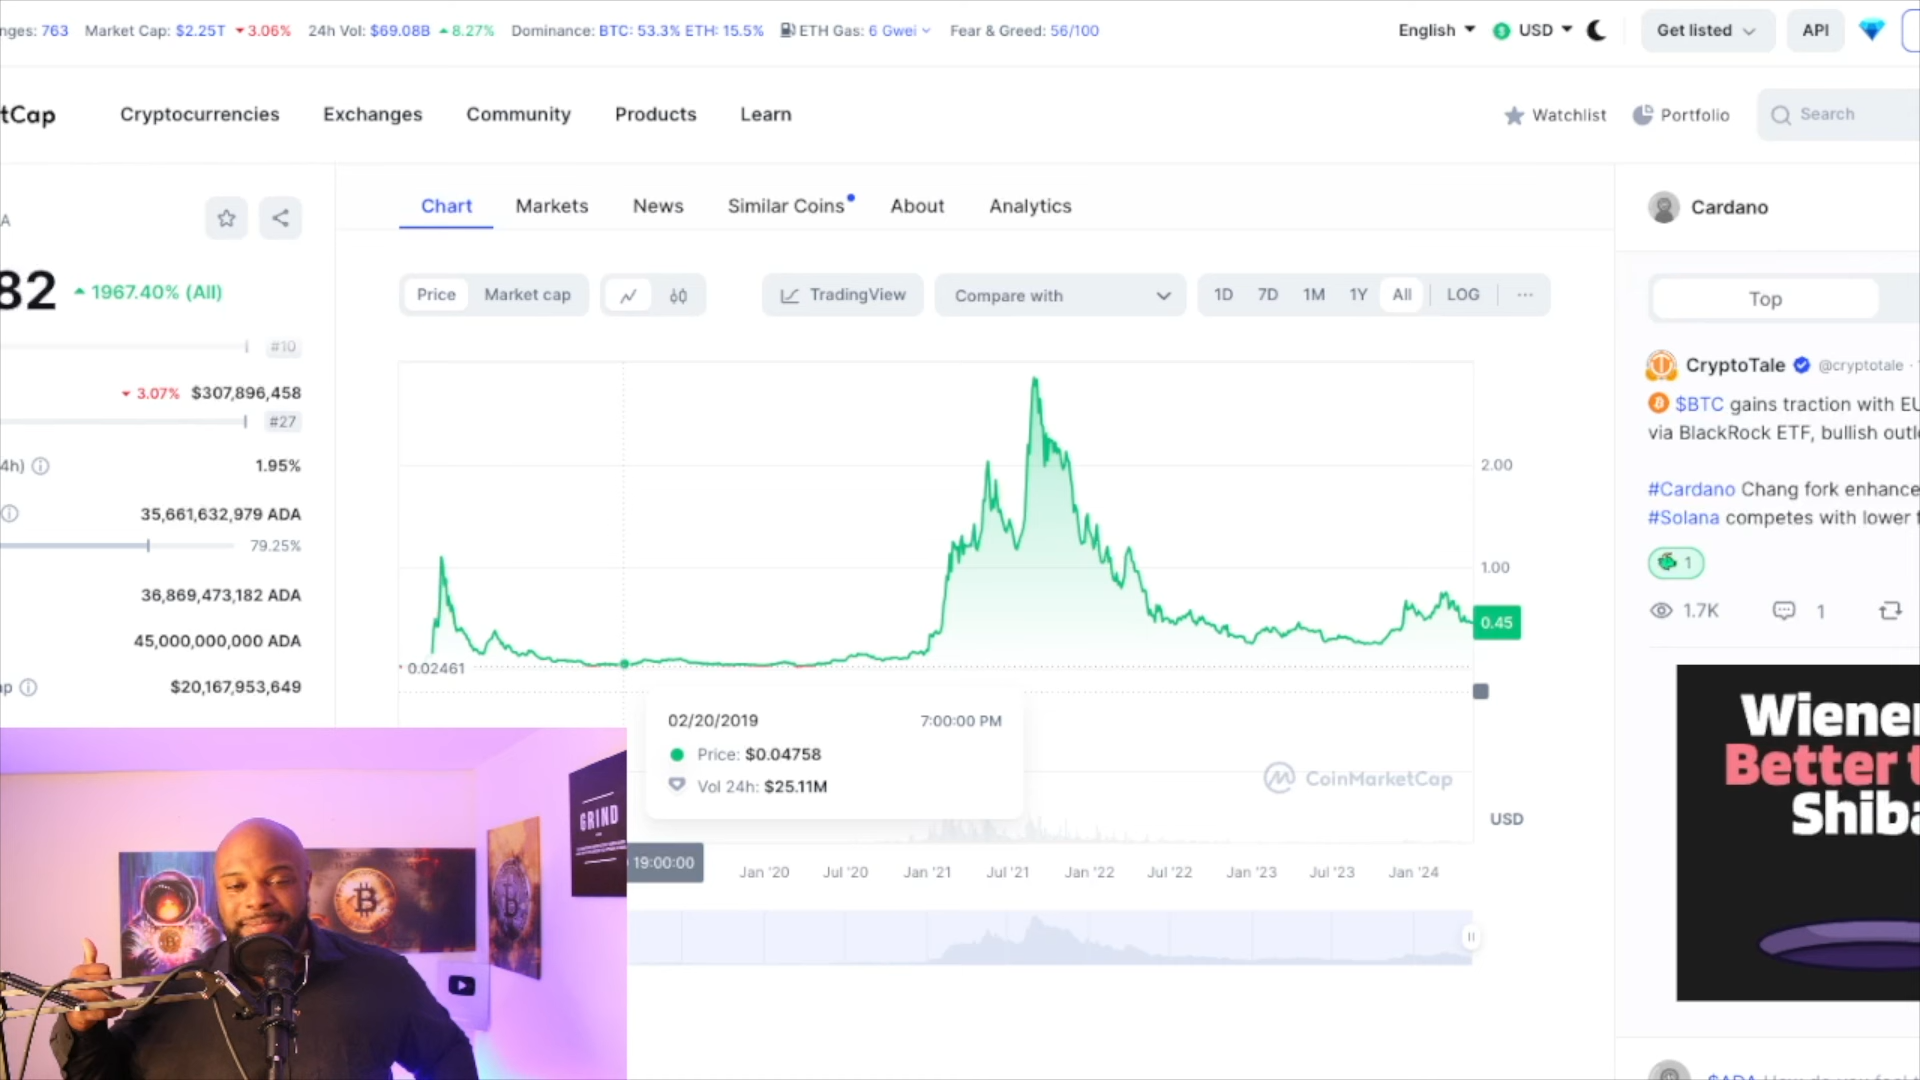 nges: 763 Market Cap: $2.25T 3.06% 24h Vol: $69.08B 8.27% Dominance: BTC: 53.3% ETH: 15.5% ETH Gas: 6 Gwei Fear & Greed: 56/100 English USD Get listed API
tCap Cryptocurrencies Exchanges Community Products Learn Watchlist Portfolio Search
A
82 1967.40% (All)
#10
3.07% $307,896,458
#27
4h) 1.95%
35,661,632,979 ADA
79.25%
36,869,473,182 ADA
45,000,000,000 ADA
ap $20,167,953,649
Chart Markets News Similar Coins About Analytics
Price Market cap TradingView Compare with 1D 7D 1M 1Y All LOG ...
2.00
1.00
0.45
0.02461
02/20/2019 7:00:00 PM
Price: $0.04758
Vol 24h: $25.11M
CoinMarketCap
USD
19:00:00 Jan '20 Jul '20 Jan '21 Jul '21 Jan '22 Jul '22 Jan '23 Jul '23 Jan '24
Cardano
Top
CryptoTale @cryptotale ·
$BTC gains traction with EU
via BlackRock ETF, bullish outl
#Cardano Chang fork enhance
#Solana competes with lower f
1
1.7K 1
Wiener
Better t
Shiba
GRIND